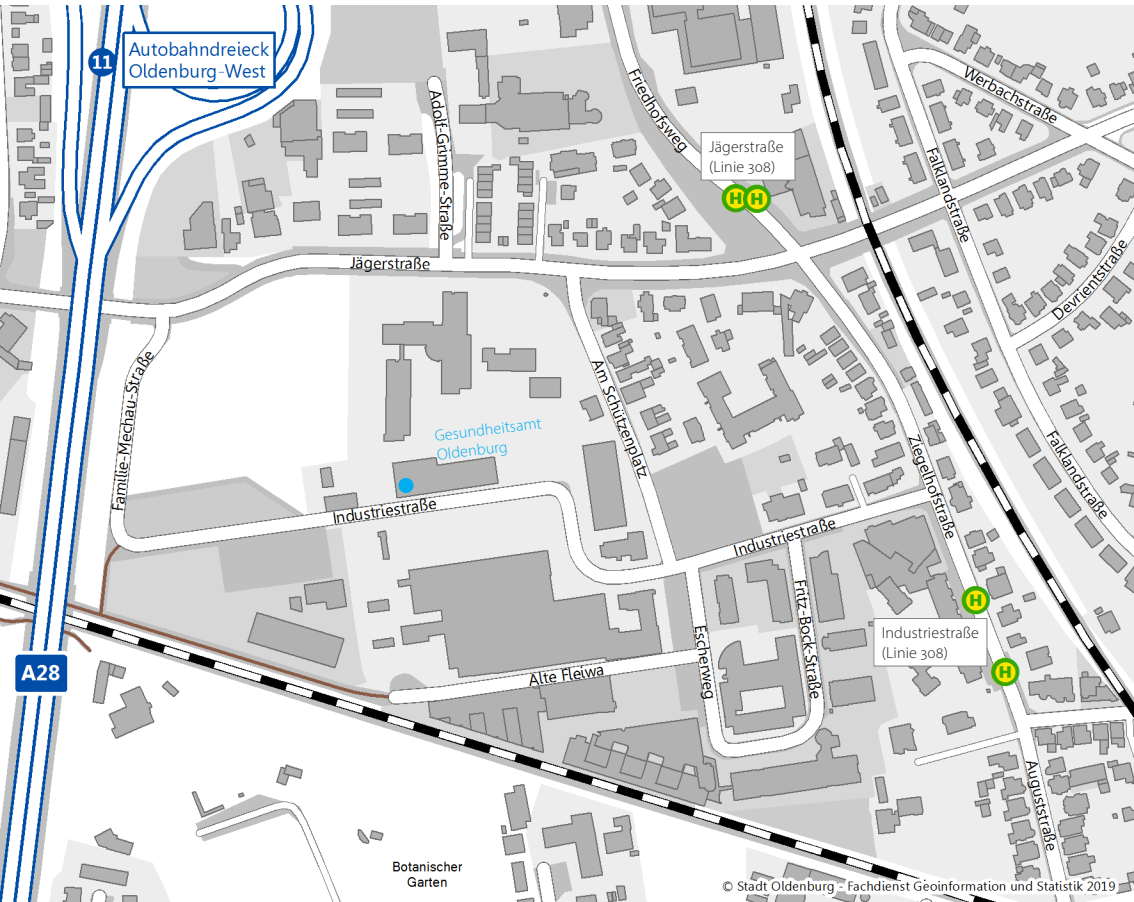 11
Autobahndreieck
Oldenburg-West
Adolf-Grimme-Straße
Friedhofsweg
Werbachstraße
Jägerstraße
(Linie 308)
H
H
Falklandstraße
Jägerstraße
Devrientstraße
Familie-Mechau-Straße
Am Schützenplatz
Gesundheitsamt
Oldenburg
Ziegelhofstraße
Falklandstraße
Industriestraße
Industriestraße
Fritz-Bock-Straße
H
Industriestraße
(Linie 308)
Escherweg
A28
Alte Fleiwa
H
Auguststraße
Botanischer
Garten
© Stadt Oldenburg - Fachdienst Geoinformation und Statistik 2019